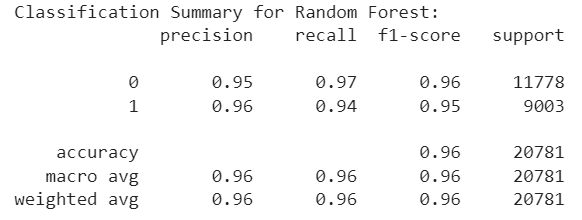 Classification Summary for Random Forest:
precision recall f1-score support
0 0.95 0.97 0.96 11778
1 0.96 0.94 0.95 9003
accuracy 0.96 20781
macro avg 0.96 0.96 0.96 20781
weighted avg 0.96 0.96 0.96 20781